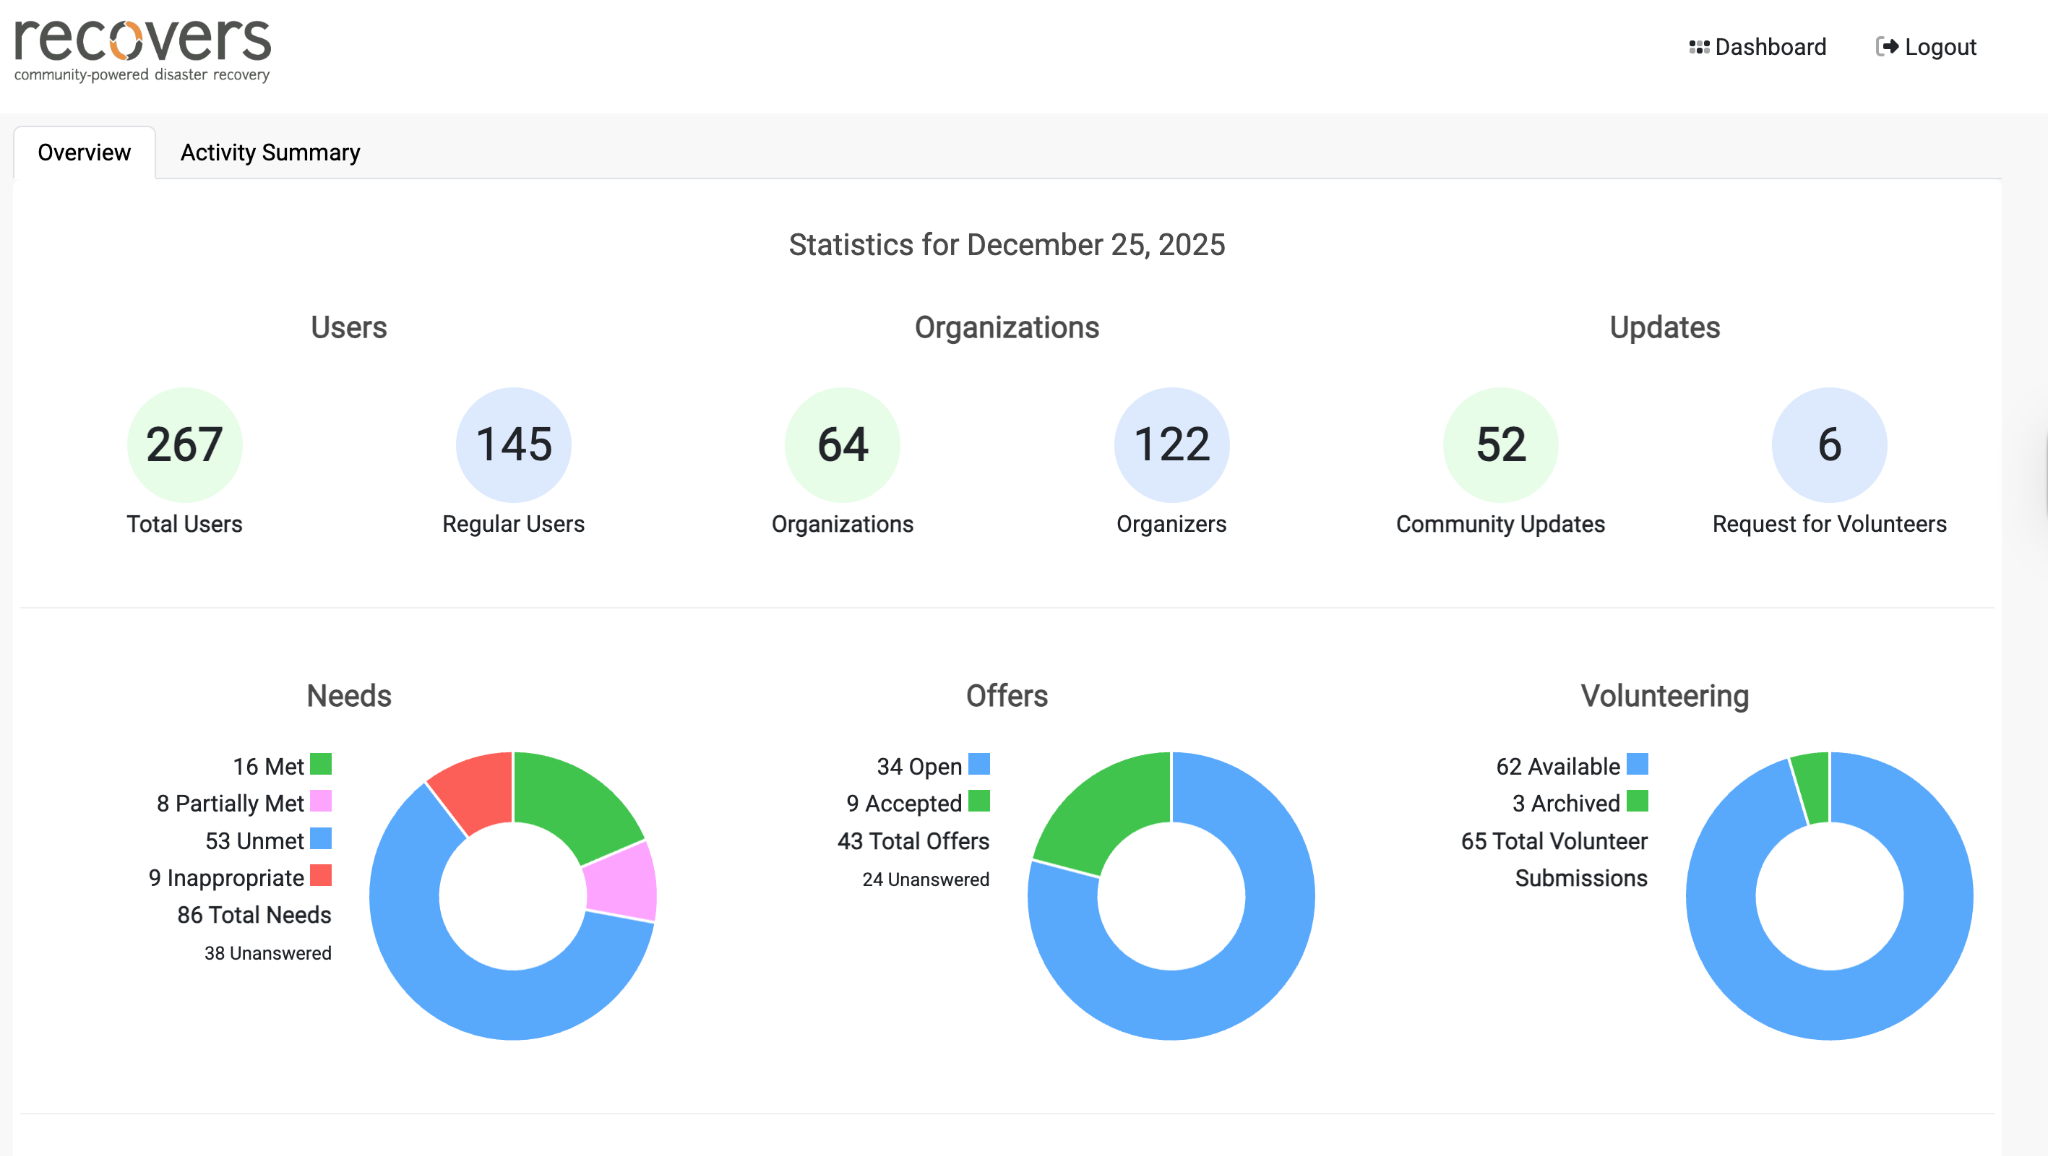 recovers
community-powered disaster recovery
Dashboard
Logout
Overview
Activity Summary
Statistics for December 25, 2025
Users
Organizations
Updates
267
145
64
122
52
6
Total Users
Regular Users
Organizations
Organizers
Community Updates
Request for Volunteers
Needs
16 Met
8 Partially Met
53 Unmet
9 Inappropriate
86 Total Needs
38 Unanswered
Offers
34 Open
9 Accepted
43 Total Offers
24 Unanswered
Volunteering
62 Available
3 Archived
65 Total Volunteer
Submissions